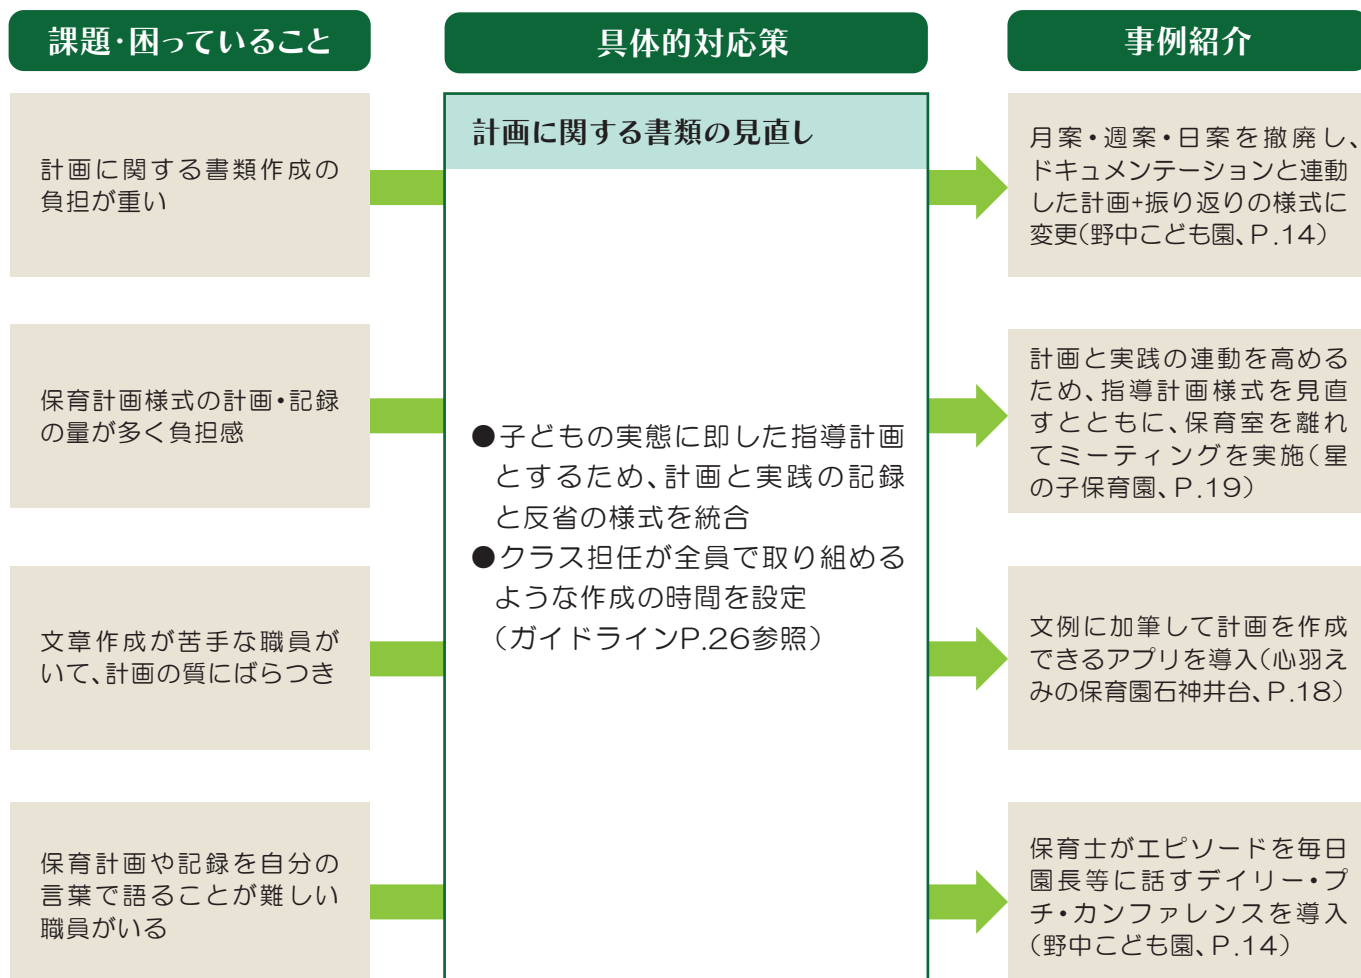 課題・困っていること
具体的対応策
事例紹介
計画に関する書類作成の
負担が重い
保育計画様式の計画・記録
の量が多く負担感
文章作成が苦手な職員が
いて、計画の質にばらつき
保育計画や記録を自分の
言葉で語ることが難しい
職員がいる
計画に関する書類の見直し
●子どもの実態に即した指導計画
とするため、計画と実践の記録
と反省の様式を統合
●クラス担任が全員で取り組める
ような作成の時間を設定
（ガイドラインP.26参照）
月案・週案・日案を撤廃し、
ドキュメンテーションと連動
した計画+振り返りの様式に
変更（野中こども園、P.14）
計画と実践の連動を高める
ため、指導計画様式を見直
すとともに、保育室を離れ
てミーティングを実施（星
の子保育園、P.19）
文例に加筆して計画を作成
できるアプリを導入（心羽え
みの保育園石神井台、P.18）
保育士がエピソードを毎日
園長等に話すデイリー・プ
チ・カンファレンスを導入
（野中こども園、P.14）